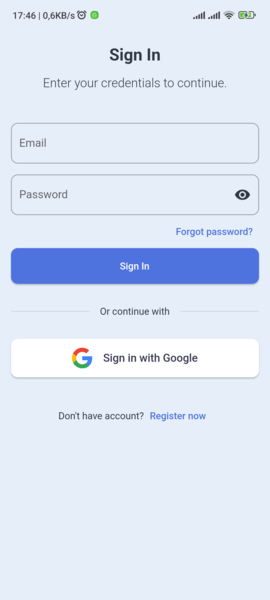 17:46 | 0,6KB/s
Sign In
Enter your credentials to continue.
Email
Password
Forgot password?
Sign In
Or continue with
Sign in with Google
Don't have account? Register now